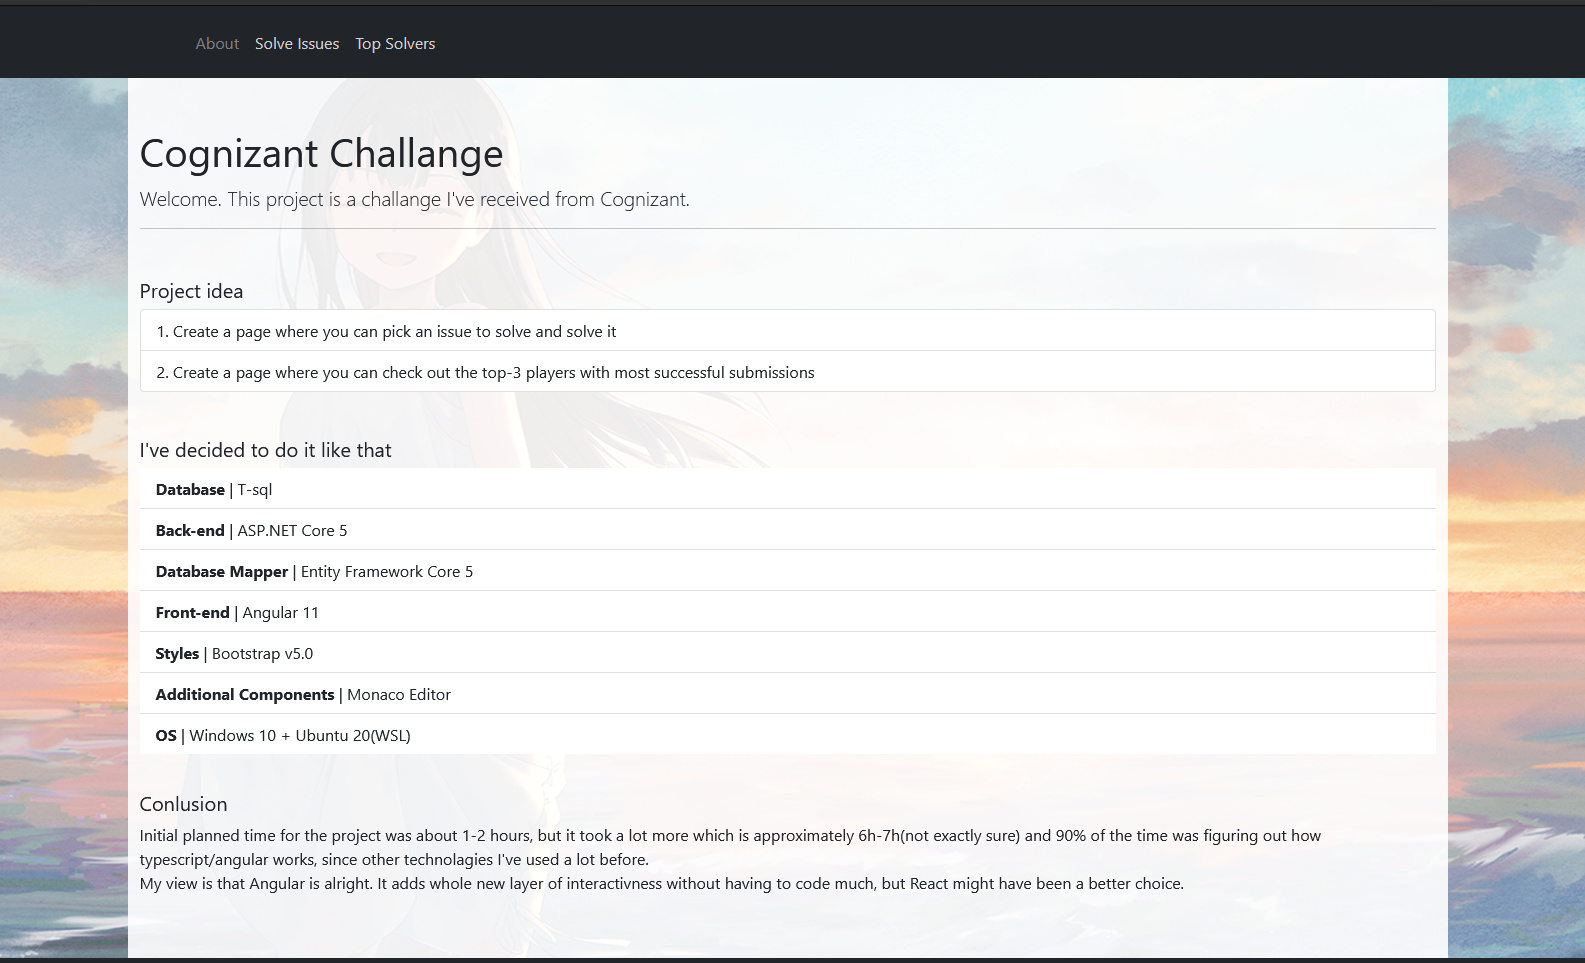 About Solve Issues Top Solvers
Cognizant Challange
Welcome. This project is a challange I've received from Cognizant.
Project idea
1. Create a page where you can pick an issue to solve and solve it
2. Create a page where you can check out the top-3 players with most successful submissions
I've decided to do it like that
Database | T-sql
Back-end | ASP.NET Core 5
Database Mapper | Entity Framework Core 5
Front-end | Angular 11
Styles | Bootstrap v5.0
Additional Components | Monaco Editor
OS | Windows 10 + Ubuntu 20(WSL)
Conlusion
Initial planned time for the project was about 1-2 hours, but it took a lot more which is approximately 6h-7h(not exactly sure) and 90% of the time was figuring out how
typescript/angular works, since other technolagies I've used a lot before.
My view is that Angular is alright. It adds whole new layer of interactivness without having to code much, but React might have been a better choice.